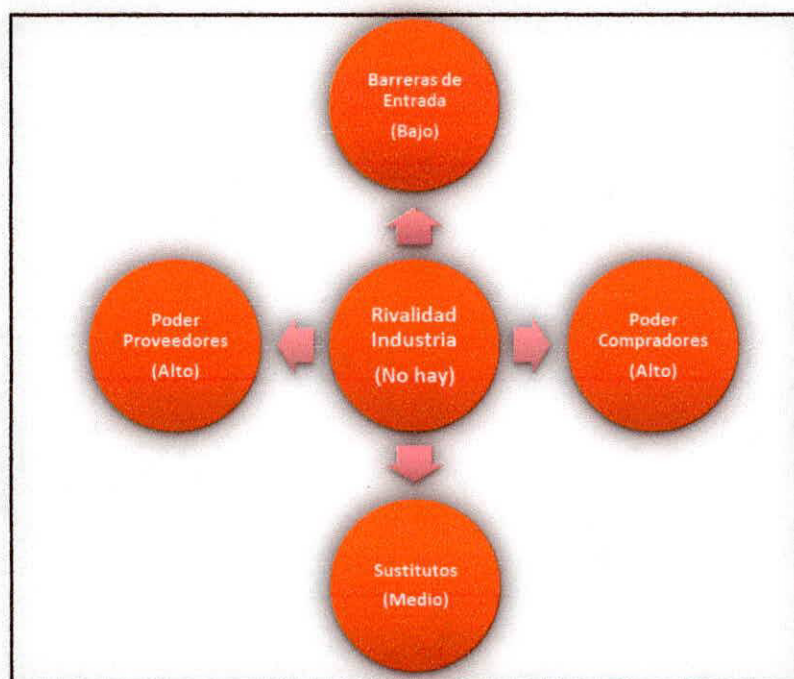 Barreras de
Entrada
(Bajo)
Poder
Proveedores
(Alto)
Rivalidad
Industria
(No hay)
Poder
Compradores
(Alto)
Sustitutos
(Medio)